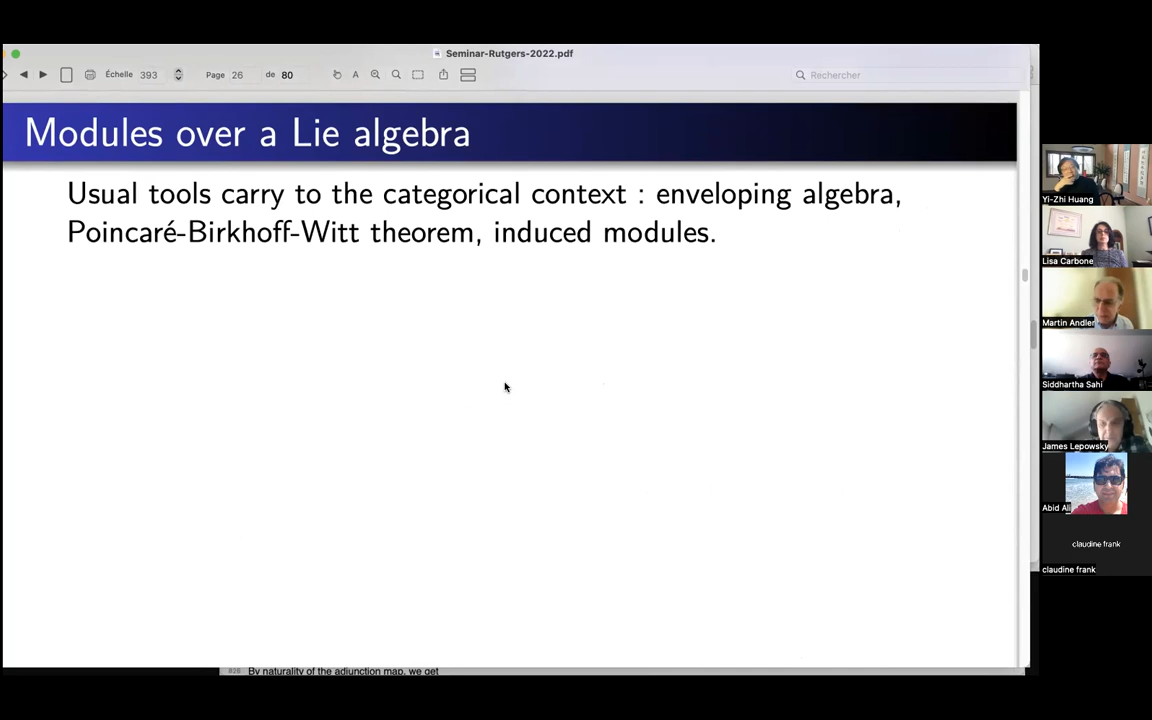 Seminar-Rutgers-2022.pdf
Échelle 393
Page 26 de 80
Rechercher
Modules over a Lie algebra
Usual tools carry to the categorical context : enveloping algebra,
Poincaré-Birkhoff-Witt theorem, induced modules.
By naturality of the adjunction map, we get
Yi-Zhi Huang
Lisa Carbone
Martin Andler
Siddhartha Sahi
James Lepowsky
Abid Ali
claudine frank
claudine frank